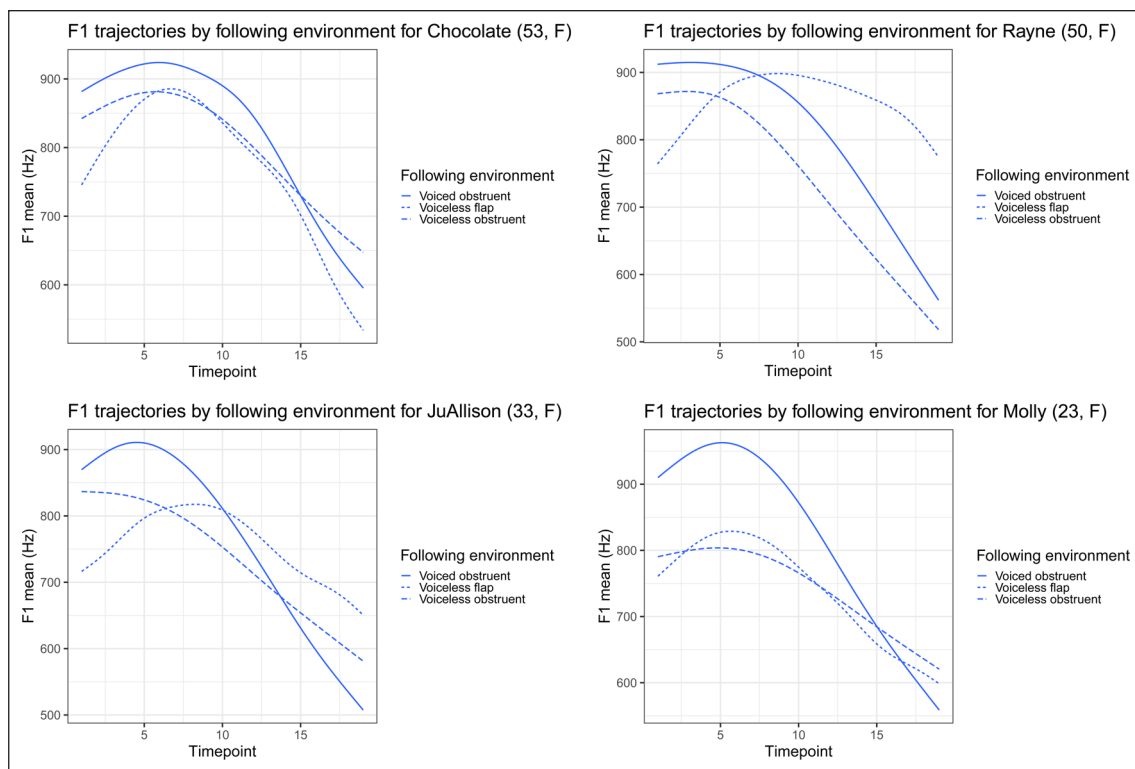 F1 trajectories by following environment for Chocolate (53, F)
F1 mean (Hz)
900
800
700
600
5
10
15
Timepoint
Following environment
Voiced obstruent
Voiceless flap
Voiceless obstruent
F1 trajectories by following environment for Rayne (50, F)
F1 mean (Hz)
900
800
700
600
500
5
10
15
Timepoint
Following environment
Voiced obstruent
Voiceless flap
Voiceless obstruent
F1 trajectories by following environment for JuAllison (33, F)
F1 mean (Hz)
900
800
700
600
500
5
10
15
Timepoint
Following environment
Voiced obstruent
Voiceless flap
Voiceless obstruent
F1 trajectories by following environment for Molly (23, F)
F1 mean (Hz)
900
800
700
600
5
10
15
Timepoint
Following environment
Voiced obstruent
Voiceless flap
Voiceless obstruent